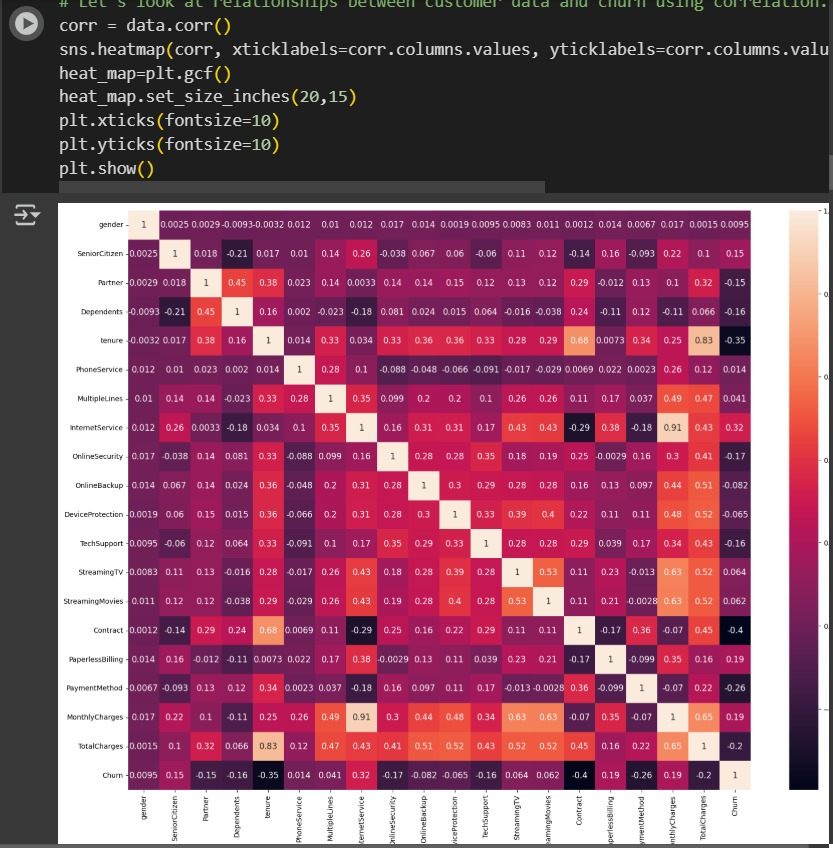 # Let's look at relationships between customer data and churn using correlation.
corr = data.corr()
sns.heatmap(corr, xticklabels=corr.columns.values, yticklabels=corr.columns.valu
heat_map=plt.gcf()
heat_map.set_size_inches(20,15)
plt.xticks(fontsize=10)
plt.yticks(fontsize=10)
plt.show()
gender 1 0.0025 0.0029 -0.0093 -0.0032 0.012 0.01 0.012 0.017 0.014 0.0019 0.0095 0.0083 0.011 0.0012 0.014 0.0067 0.017 0.0015 0.0095
SeniorCitizen 0.0025 1 0.018 -0.21 0.017 0.01 0.14 0.26 -0.038 0.067 0.06 -0.06 0.11 0.12 -0.14 0.16 -0.093 0.22 0.1 0.15
Partner 0.0029 0.018 1 0.45 0.38 0.023 0.14 0.0033 0.14 0.14 0.15 0.12 0.13 0.12 0.29 -0.012 0.13 0.1 0.32 -0.15
Dependents -0.0093 -0.21 0.45 1 0.16 0.002 -0.023 -0.18 0.081 0.024 0.015 0.064 -0.016 -0.038 0.24 -0.11 0.12 -0.11 0.066 -0.16
tenure -0.0032 0.017 0.38 0.16 1 0.014 0.33 0.034 0.33 0.36 0.36 0.33 0.28 0.29 0.68 0.0073 0.34 0.25 0.83 -0.35
PhoneService 0.012 0.01 0.023 0.002 0.014 1 0.28 0.1 -0.088 -0.048 -0.066 -0.091 -0.017 -0.029 0.0069 0.022 0.0023 0.26 0.12 0.014
MultipleLines 0.01 0.14 0.14 -0.023 0.33 0.28 1 0.35 0.099 0.2 0.2 0.1 0.26 0.26 0.11 0.17 0.037 0.49 0.47 0.041
InternetService 0.012 0.26 0.0033 -0.18 0.034 0.1 0.35 1 0.16 0.31 0.31 0.17 0.43 0.43 -0.29 0.38 -0.18 0.91 0.43 0.32
OnlineSecurity 0.017 -0.038 0.14 0.081 0.33 -0.088 0.099 0.16 1 0.28 0.28 0.35 0.18 0.19 0.25 -0.0029 0.16 0.3 0.41 -0.17
OnlineBackup 0.014 0.067 0.14 0.024 0.36 -0.048 0.2 0.31 0.28 1 0.3 0.29 0.28 0.28 0.16 0.13 0.097 0.44 0.51 -0.082
DeviceProtection 0.0019 0.06 0.15 0.015 0.36 -0.066 0.2 0.31 0.28 0.3 1 0.33 0.39 0.4 0.22 0.11 0.11 0.48 0.52 -0.065
TechSupport 0.0095 -0.06 0.12 0.064 0.33 -0.091 0.1 0.17 0.35 0.29 0.33 1 0.28 0.28 0.29 0.039 0.17 0.34 0.43 -0.16
StreamingTV 0.0083 0.11 0.13 -0.016 0.28 -0.017 0.26 0.43 0.18 0.28 0.39 0.28 1 0.53 0.11 0.23 -0.013 0.63 0.52 0.064
StreamingMovies 0.011 0.12 0.12 -0.038 0.29 -0.029 0.26 0.43 0.19 0.28 0.4 0.28 0.53 1 0.11 0.21 -0.0028 0.63 0.52 0.062
Contract 0.0012 -0.14 0.29 0.24 0.68 0.0069 0.11 -0.29 0.25 0.16 0.22 0.29 0.11 0.11 1 -0.17 0.36 -0.07 0.45 -0.4
PaperlessBilling 0.014 0.16 -0.012 -0.11 0.0073 0.022 0.17 0.38 -0.0029 0.13 0.11 0.039 0.23 0.21 -0.17 1 -0.099 0.35 0.16 0.19
PaymentMethod 0.0067 -0.093 0.13 0.12 0.34 0.0023 0.037 -0.18 0.16 0.097 0.11 0.17 -0.013 -0.0028 0.36 -0.099 1 -0.07 0.22 -0.26
MonthlyCharges 0.017 0.22 0.1 -0.11 0.25 0.26 0.49 0.91 0.3 0.44 0.48 0.34 0.63 0.63 -0.07 0.35 -0.07 1 0.65 0.19
TotalCharges 0.0015 0.1 0.32 0.066 0.83 0.12 0.47 0.43 0.41 0.51 0.52 0.43 0.52 0.52 0.45 0.16 0.22 0.65 1 -0.2
Churn 0.0095 0.15 -0.15 -0.16 -0.35 0.014 0.041 0.32 -0.17 -0.082 -0.065 -0.16 0.064 0.062 -0.4 0.19 -0.26 0.19 -0.2 1
gender
SeniorCitizen
Partner
Dependents
tenure
PhoneService
MultipleLines
ternetService
OnlineSecurity
OnlineBackup
viceProtection
TechSupport
StreamingTV
eamingMovies
Contract
perlessBilling
ymentMethod
nthlyCharges
TotalCharges
Churn